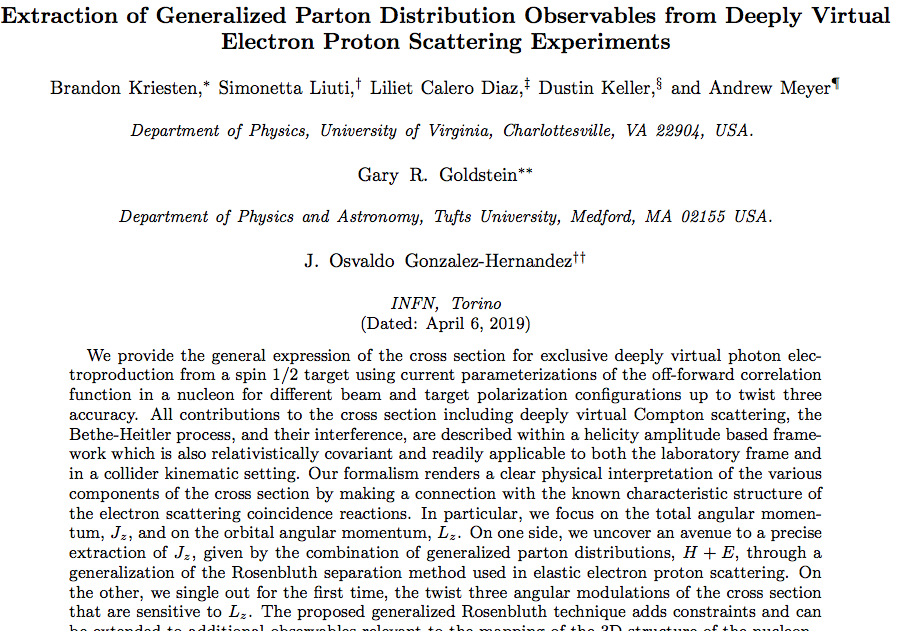 Extraction of Generalized Parton Distribution Observables from Deeply Virtual
Electron Proton Scattering Experiments
Brandon Kriesten,* Simonetta Liuti,† Liliet Calero Diaz,‡ Dustin Keller,§ and Andrew Meyer¶
Department of Physics, University of Virginia, Charlottesville, VA 22904, USA.
Gary R. Goldstein**
Department of Physics and Astronomy, Tufts University, Medford, MA 02155 USA.
J. Osvaldo Gonzalez-Hernandez††
INFN, Torino
(Dated: April 6, 2019)
We provide the general expression of the cross section for exclusive deeply virtual photon elec-
troproduction from a spin 1/2 target using current parameterizations of the off-forward correlation
function in a nucleon for different beam and target polarization configurations up to twist three
accuracy. All contributions to the cross section including deeply virtual Compton scattering, the
Bethe-Heitler process, and their interference, are described within a helicity amplitude based frame-
work which is also relativistically covariant and readily applicable to both the laboratory frame and
in a collider kinematic setting. Our formalism renders a clear physical interpretation of the various
components of the cross section by making a connection with the known characteristic structure of
the electron scattering coincidence reactions. In particular, we focus on the total angular momen-
tum, Jz, and on the orbital angular momentum, Lz. On one side, we uncover an avenue to a precise
extraction of Jz, given by the combination of generalized parton distributions, H + E, through a
generalization of the Rosenbluth separation method used in elastic electron proton scattering. On
the other, we single out for the first time, the twist three angular modulations of the cross section
that are sensitive to Lz. The proposed generalized Rosenbluth technique adds constraints and can
be extended to additional observables relevant to the mapping of the 3D structure of the nucleon.